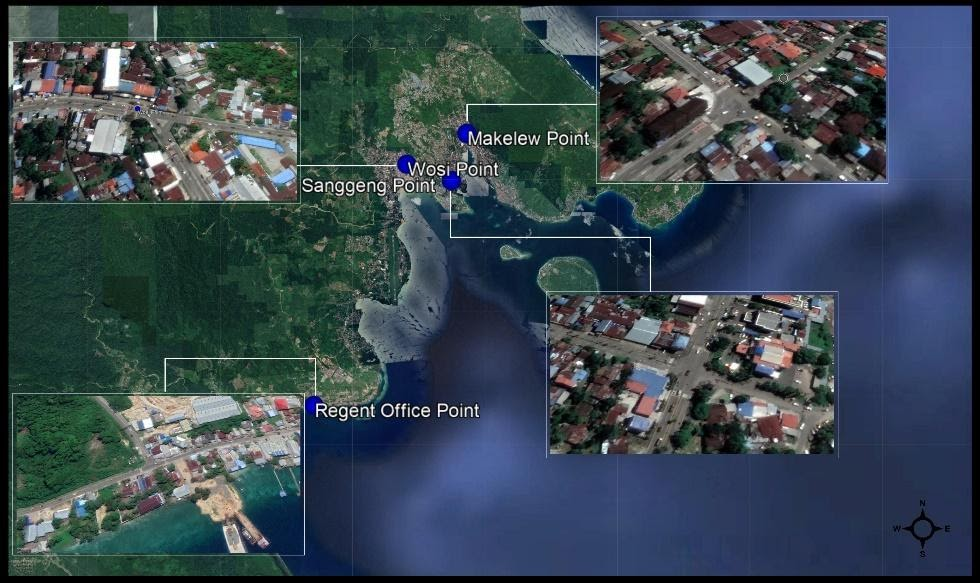 Makelew Point
Wosi Point
Sanggeng Point
Regent Office Point
N
W E
S